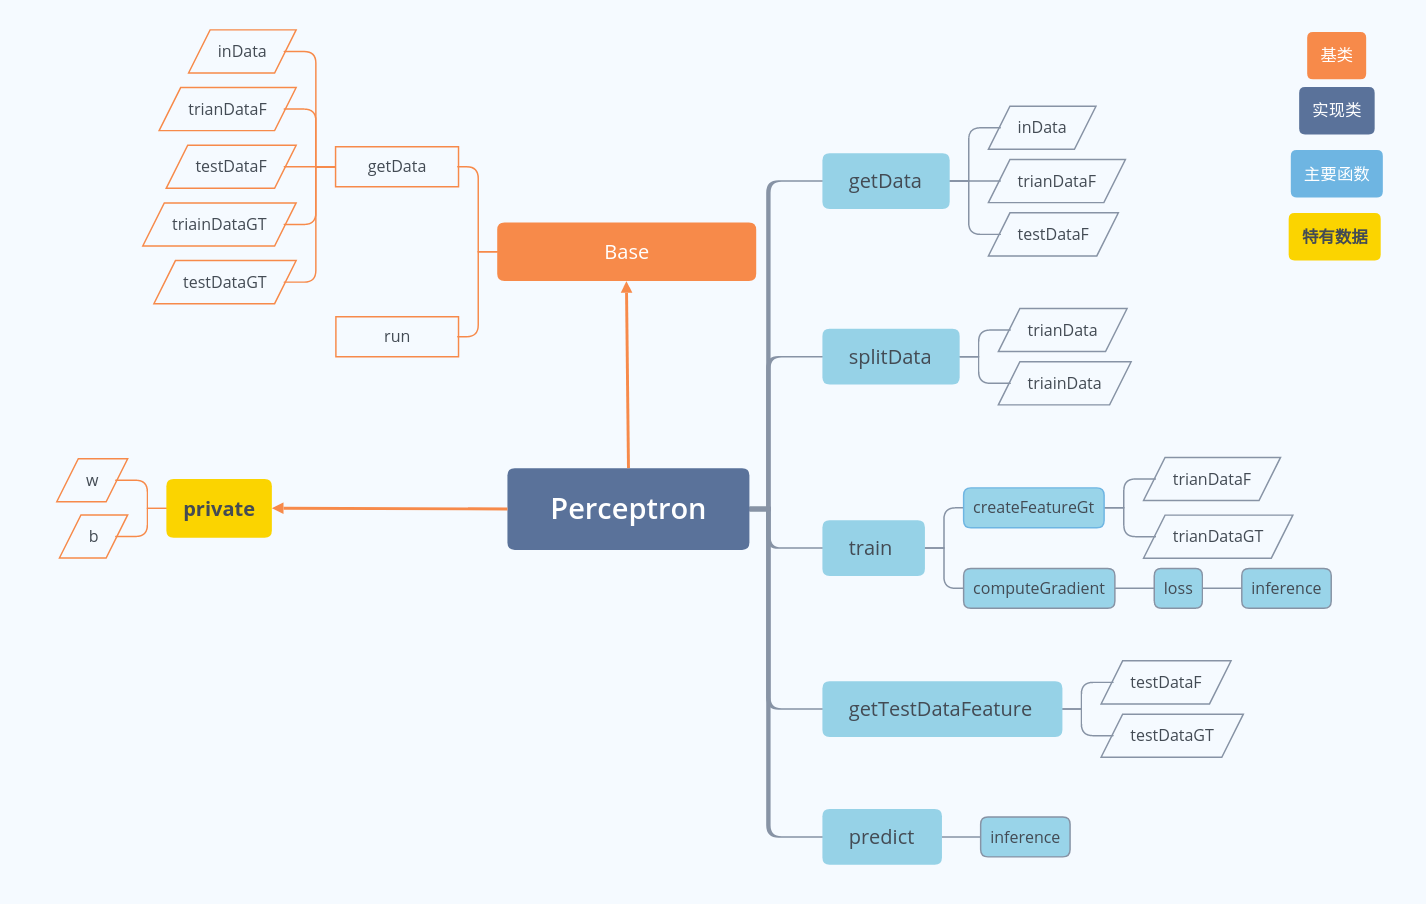 inData
trianDataF
testDataF
triainDataGT
testDataGT
getData
run
Base
Perceptron
private
w
b
getData
inData
trianDataF
testDataF
splitData
trianData
triainData
train
createFeatureGt
trianDataF
trianDataGT
computeGradient
loss
inference
getTestDataFeature
testDataF
testDataGT
predict
inference
基类
实现类
主要函数
特有数据